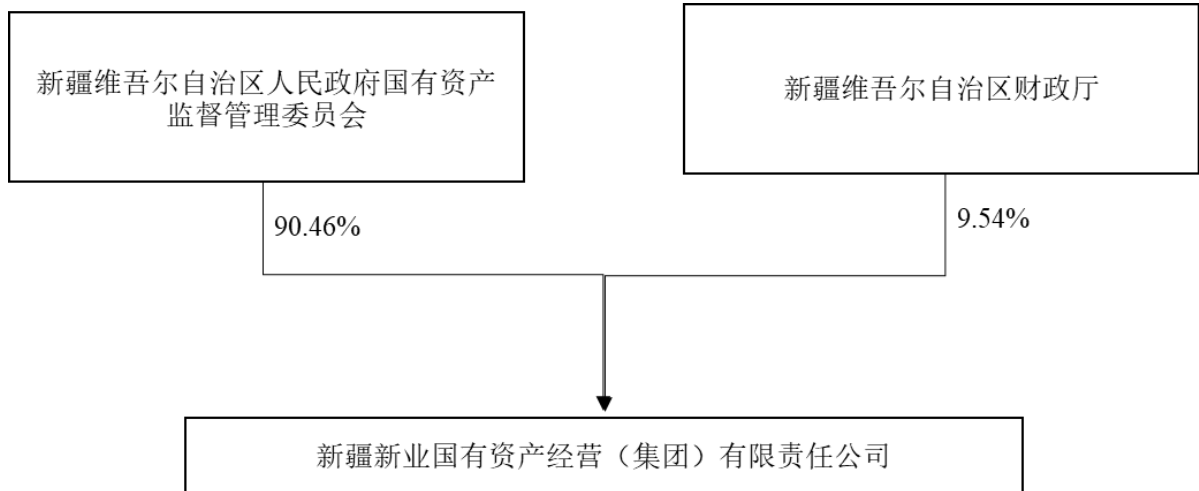 新疆维吾尔自治区人民政府国有资产
监督管理委员会
新疆维吾尔自治区财政厅
90.46%
9.54%
新疆新业国有资产经营（集团）有限责任公司